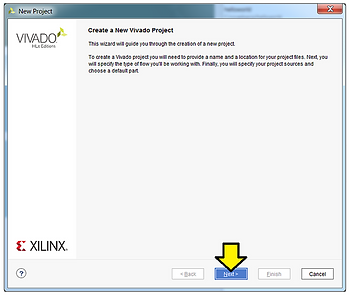 New Project
VIVADO
HLx Editions
Create a New Vivado Project
This wizard will guide you through the creation of a new project.
To create a Vivado project you will need to provide a name and a location for your project files. Next, you
will specify the type of flow you'll be working with. Finally, you will specify your project sources and
choose a default part.
XILINX
?
< Back
Next >
Finish
Cancel